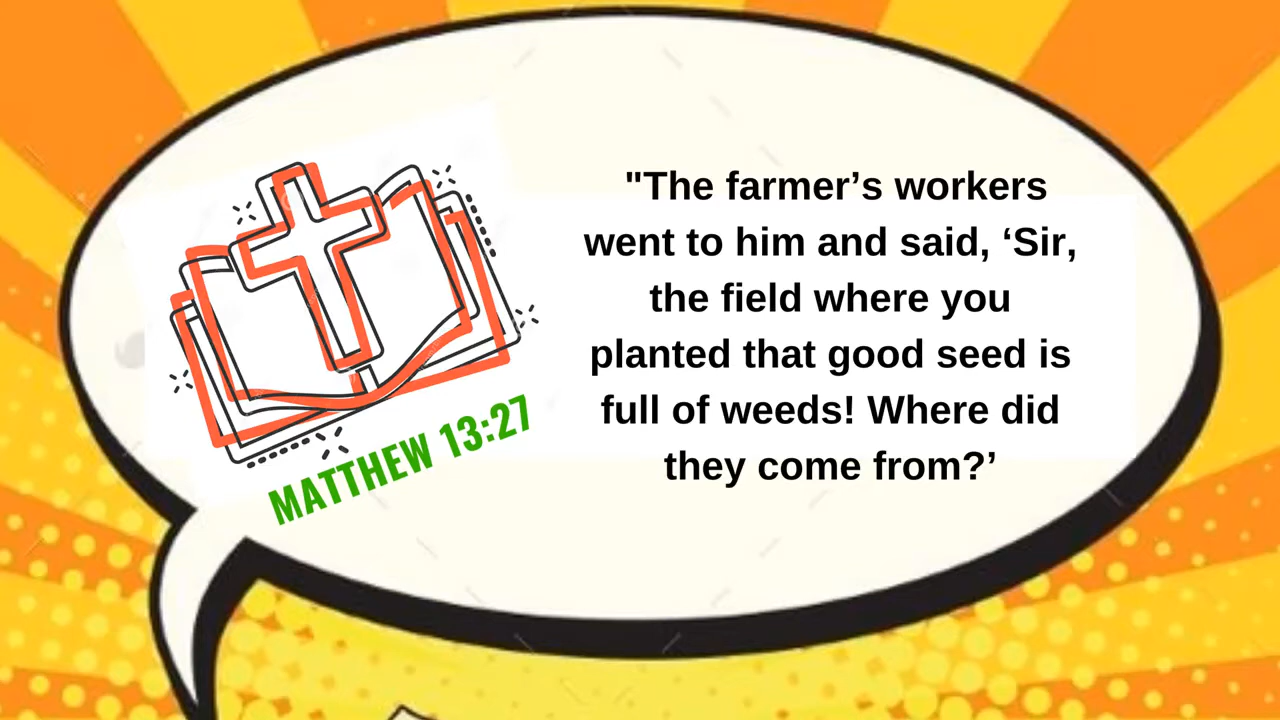 MATTHEW 13:27
"The farmer’s workers
went to him and said, ‘Sir,
the field where you
planted that good seed is
full of weeds! Where did
they come from?’